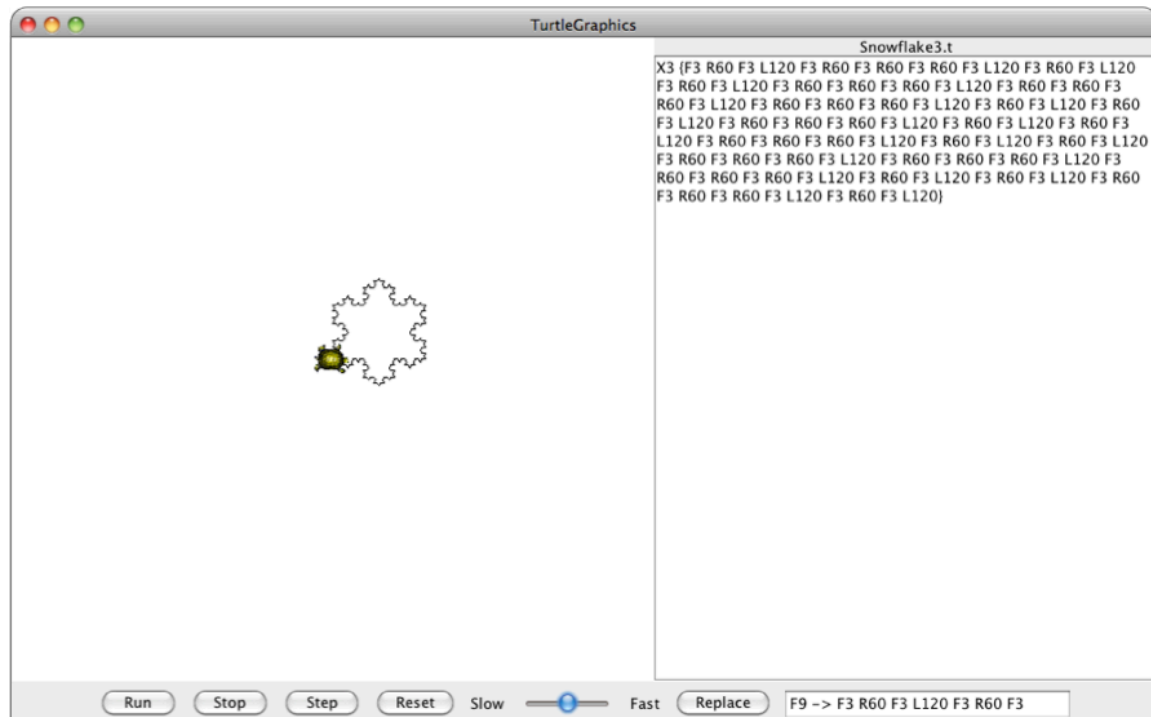 TurtleGraphics
Snowflake3.t
X3 {F3 R60 F3 L120 F3 R60 F3 R60 F3 R60 F3 L120 F3 R60 F3 L120
F3 R60 F3 L120 F3 R60 F3 R60 F3 R60 F3 L120 F3 R60 F3 R60 F3
R60 F3 L120 F3 R60 F3 R60 F3 R60 F3 L120 F3 R60 F3 L120 F3 R60
F3 L120 F3 R60 F3 R60 F3 R60 F3 L120 F3 R60 F3 L120 F3 R60 F3
L120 F3 R60 F3 R60 F3 R60 F3 L120 F3 R60 F3 L120 F3 R60 F3 L120
F3 R60 F3 R60 F3 R60 F3 L120 F3 R60 F3 R60 F3 R60 F3 L120 F3
R60 F3 R60 F3 R60 F3 L120 F3 R60 F3 L120 F3 R60 F3 L120 F3 R60
F3 R60 F3 R60 F3 L120 F3 R60 F3 L120}
Run Stop Step Reset Slow Fast Replace F9 -> F3 R60 F3 L120 F3 R60 F3